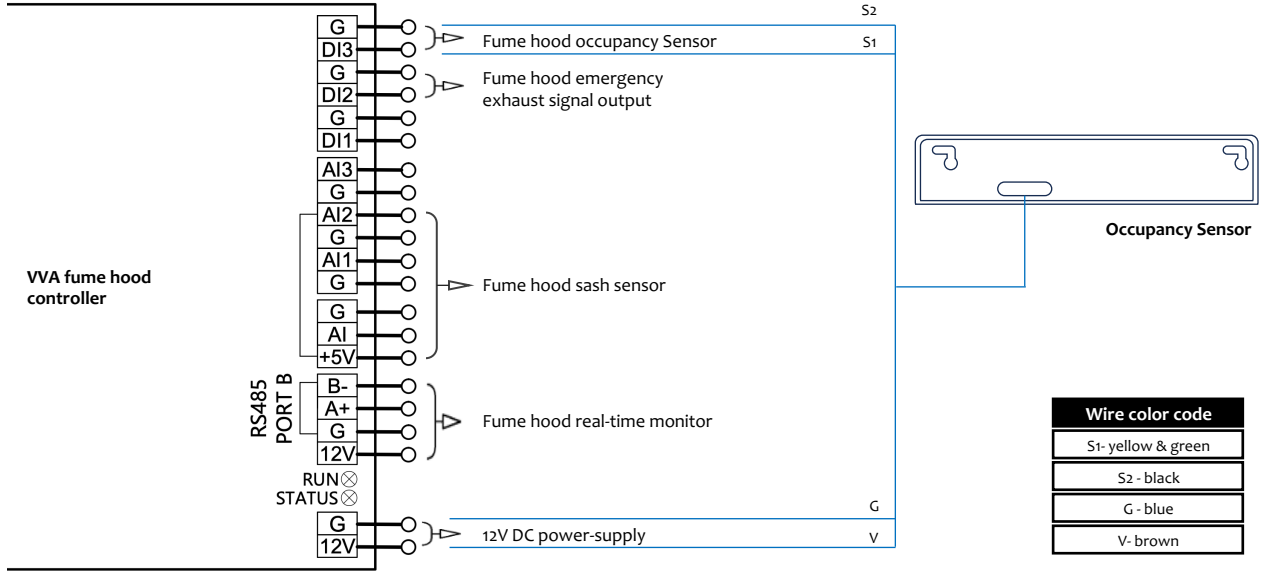 S2
G
DI3
Fume hood occupancy Sensor
S1
G
DI2
Fume hood emergency
exhaust signal output
G
DI1
AI3
G
AI2
G
AI1
G
Fume hood sash sensor
G
AI
+5V
VVA fume hood
controller
Occupancy Sensor
RS485
PORT B
B-
A+
G
12V
Fume hood real-time monitor
RUN
STATUS
G
12V
12V DC power-supply
G
V
Wire color code
S1- yellow & green
S2 - black
G - blue
V- brown